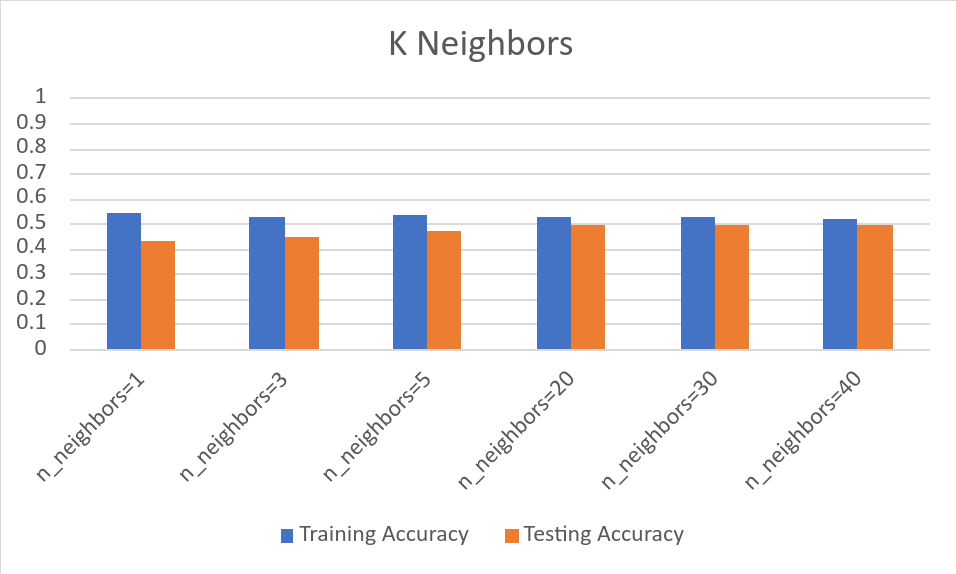 K Neighbors
1
0.9
0.8
0.7
0.6
0.5
0.4
0.3
0.2
0.1
0
n_neighbors=1
n_neighbors=3
n_neighbors=5
n_neighbors=20
n_neighbors=30
n_neighbors=40
Training Accuracy Testing Accuracy